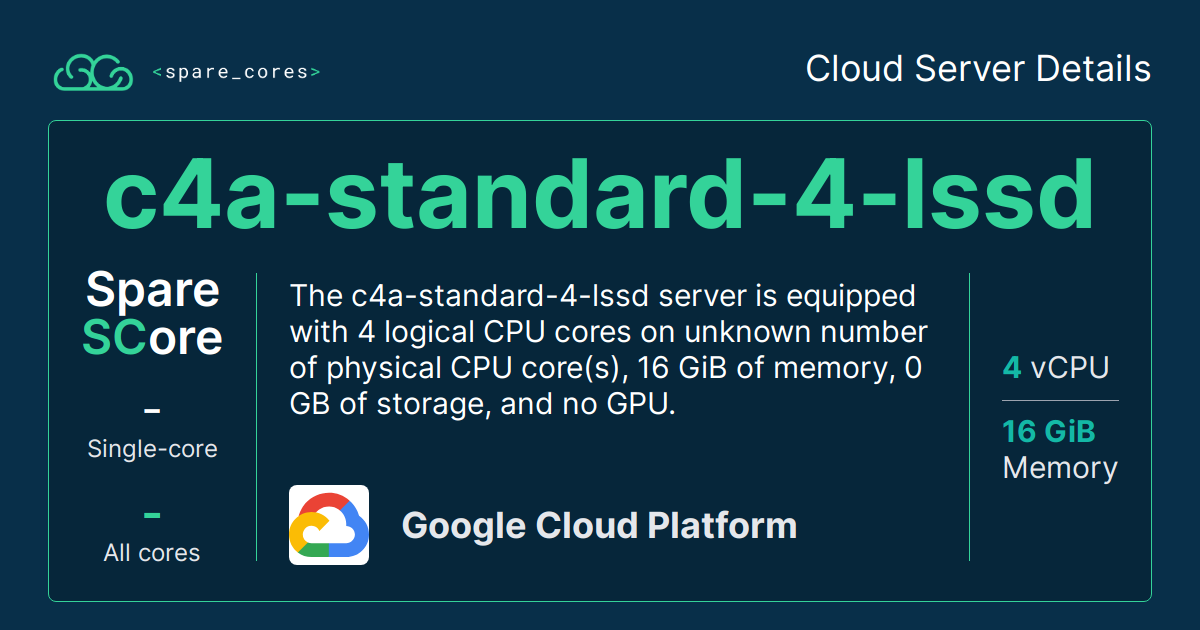 <spare_cores>
Cloud Server Details
c4a-standard-4-lssd
Spare
SCore
–
Single-core
–
All cores
The c4a-standard-4-lssd server is equipped
with 4 logical CPU cores on unknown number
of physical CPU core(s), 16 GiB of memory, 0
GB of storage, and no GPU.
Google Cloud Platform
4 vCPU
16 GiB
Memory